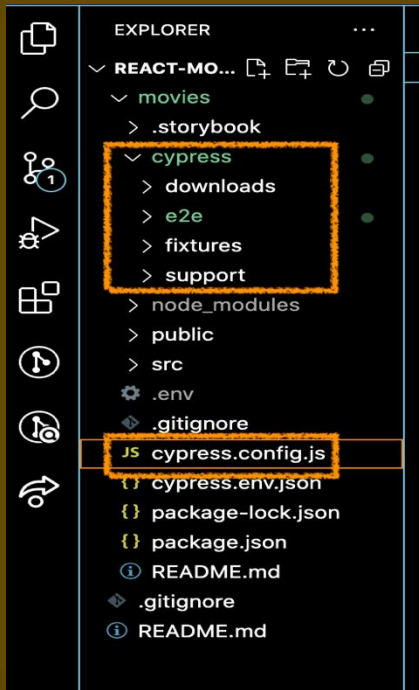 EXPLORER
REACT-MO...
movies
.storybook
cypress
downloads
e2e
fixtures
support
node_modules
public
src
.env
.gitignore
JS cypress.config.js
{} cypress.env.json
{} package-lock.json
{} package.json
README.md
.gitignore
README.md
1